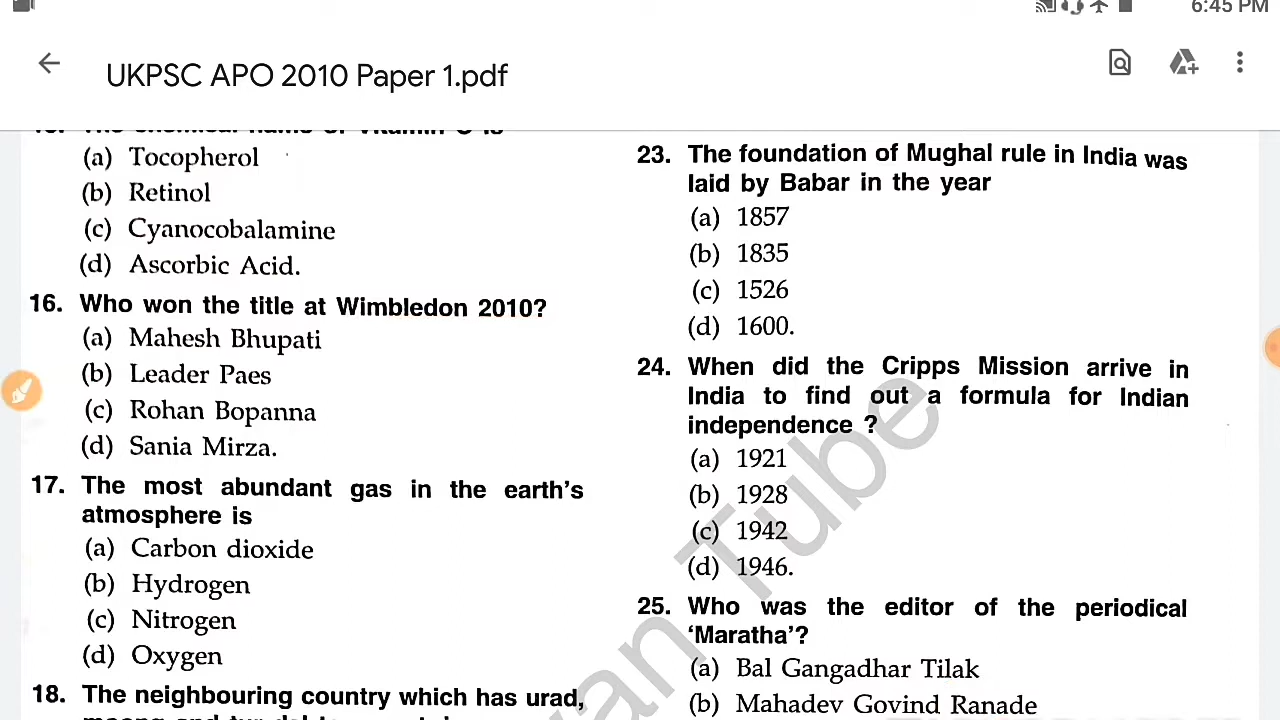 6:45 PM
UKPSC APO 2010 Paper 1.pdf
(a) Tocopherol
(b) Retinol
(c) Cyanocobalamine
(d) Ascorbic Acid.
16. Who won the title at Wimbledon 2010?
(a) Mahesh Bhupati
(b) Leader Paes
(c) Rohan Bopanna
(d) Sania Mirza.
17. The most abundant gas in the earth's
atmosphere is
(a) Carbon dioxide
(b) Hydrogen
(c) Nitrogen
(d) Oxygen
18. The neighbouring country which has urad,
23. The foundation of Mughal rule in India was
laid by Babar in the year
(a) 1857
(b) 1835
(c) 1526
(d) 1600.
24. When did the Cripps Mission arrive in
India to find out a formula for Indian
independence ?
(a) 1921
(b) 1928
(c) 1942
(d) 1946.
25. Who was the editor of the periodical
‘Maratha’?
(a) Bal Gangadhar Tilak
(b) Mahadev Govind Ranade
Tube